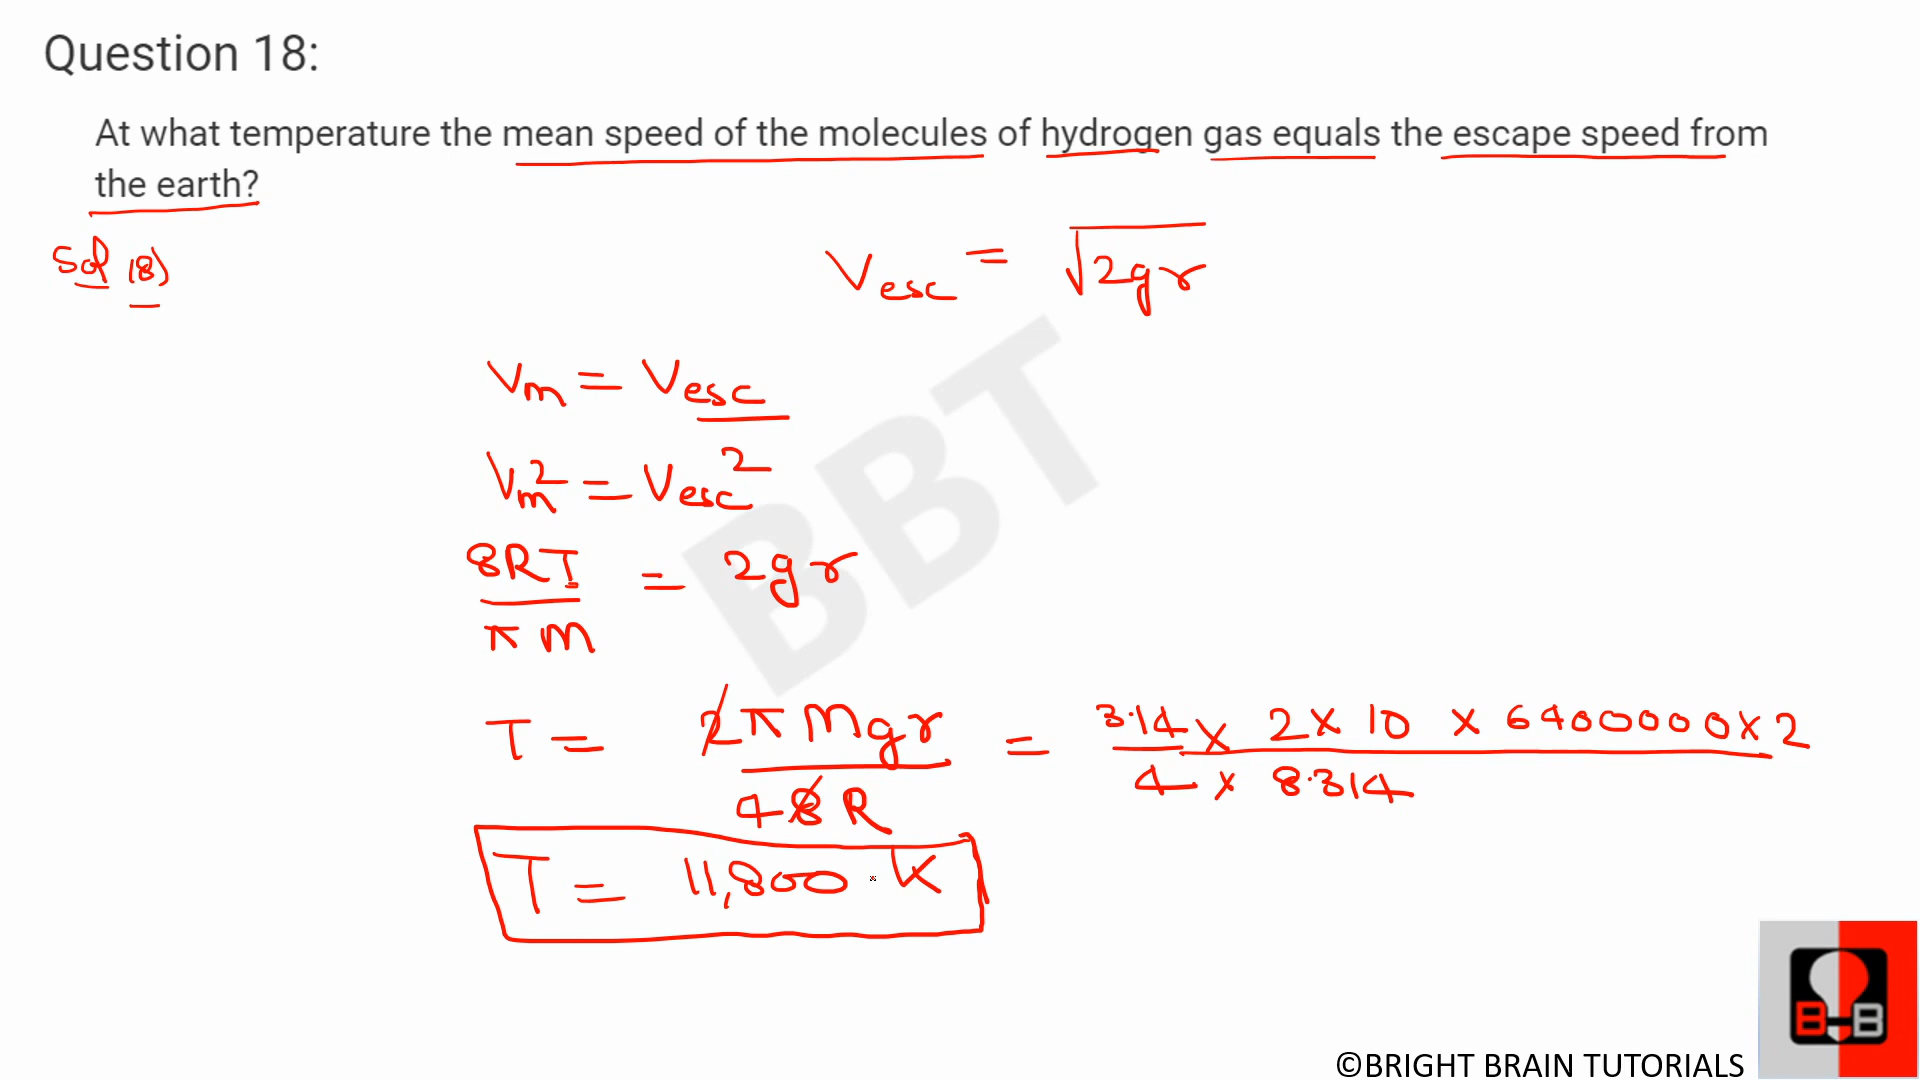 Question 18:
At what temperature the mean speed of the molecules of hydrogen gas equals the escape speed from
the earth?
Sol 18)
Vesc = √2gr
Vm = Vesc
Vm² = Vesc²
8RT/πM = 2gr
T = 2πMgr/48R = 3.14 × 2 × 10 × 6400000 × 2/4 × 8.314
T = 11,800 K
BBT
B B
©BRIGHT BRAIN TUTORIALS